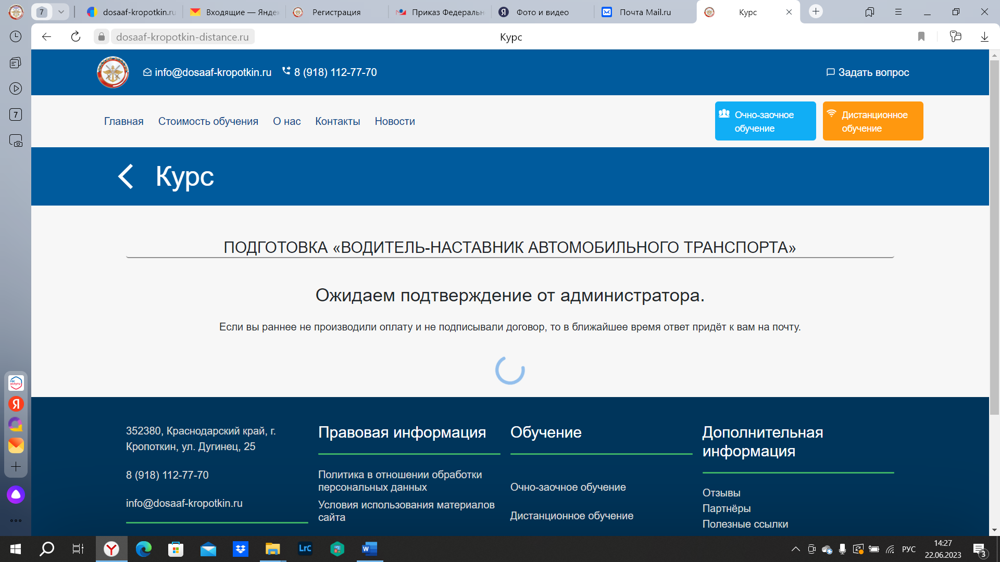 7
dosaaf-kropotkin.ru
Входящие — Яндек
Регистрация
Приказ Федеральн
Фото и видео
Почта Mail.ru
Курс
dosaaf-kropotkin-distance.ru
Курс
7
info@dosaaf-kropotkin.ru
8 (918) 112-77-70
Задать вопрос
Главная
Стоимость обучения
О нас
Контакты
Новости
Очно-заочное
обучение
Дистанционное
обучение
Курс
ПОДГОТОВКА «ВОДИТЕЛЬ-НАСТАВНИК АВТОМОБИЛЬНОГО ТРАНСПОРТА»
Ожидаем подтверждение от администратора.
Если вы раннее не производили оплату и не подписывали договор, то в ближайшее время ответ придёт к вам на почту.
гос
услуги
352380, Краснодарский край, г.
Кропоткин, ул. Дугинец, 25
8 (918) 112-77-70
info@dosaaf-kropotkin.ru
Правовая информация
Политика в отношении обработки
персональных данных
Условия использования материалов
сайта
Обучение
Очно-заочное обучение
Дистанционное обучение
Дополнительная
информация
Отзывы
Партнёры
Полезные ссылки
LrC
РУС
14:27
22.06.2023
3